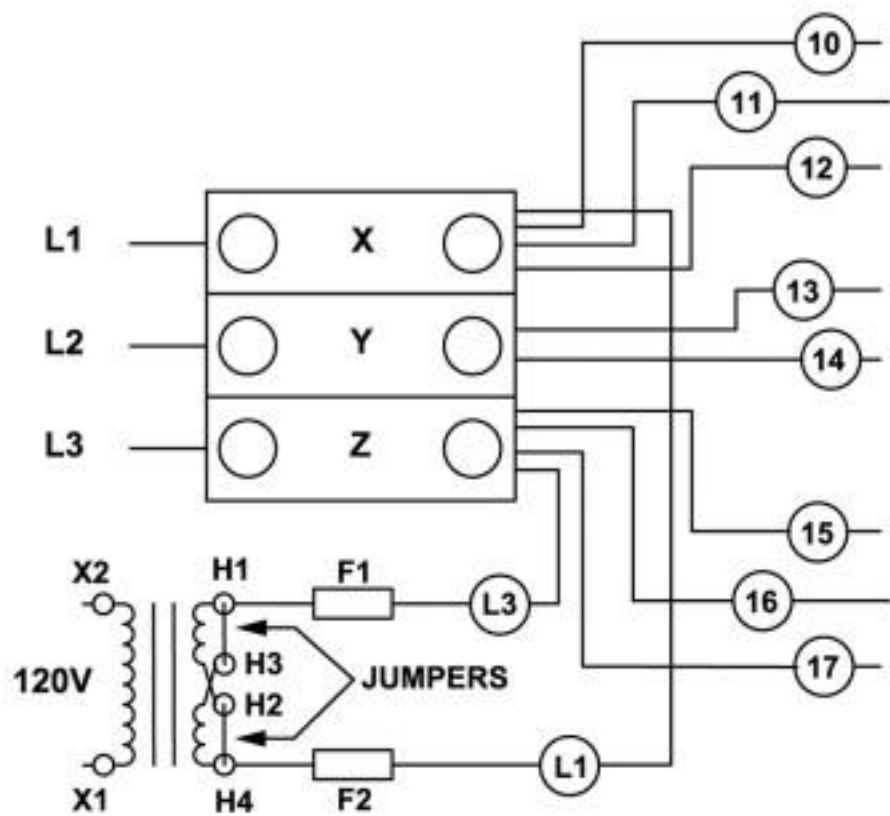 10
11
12
L1 X
13
L2 Y
14
L3 Z
15
X2 H1 F1
L3 16
H3
120V JUMPERS 17
H2
L1
X1 H4 F2